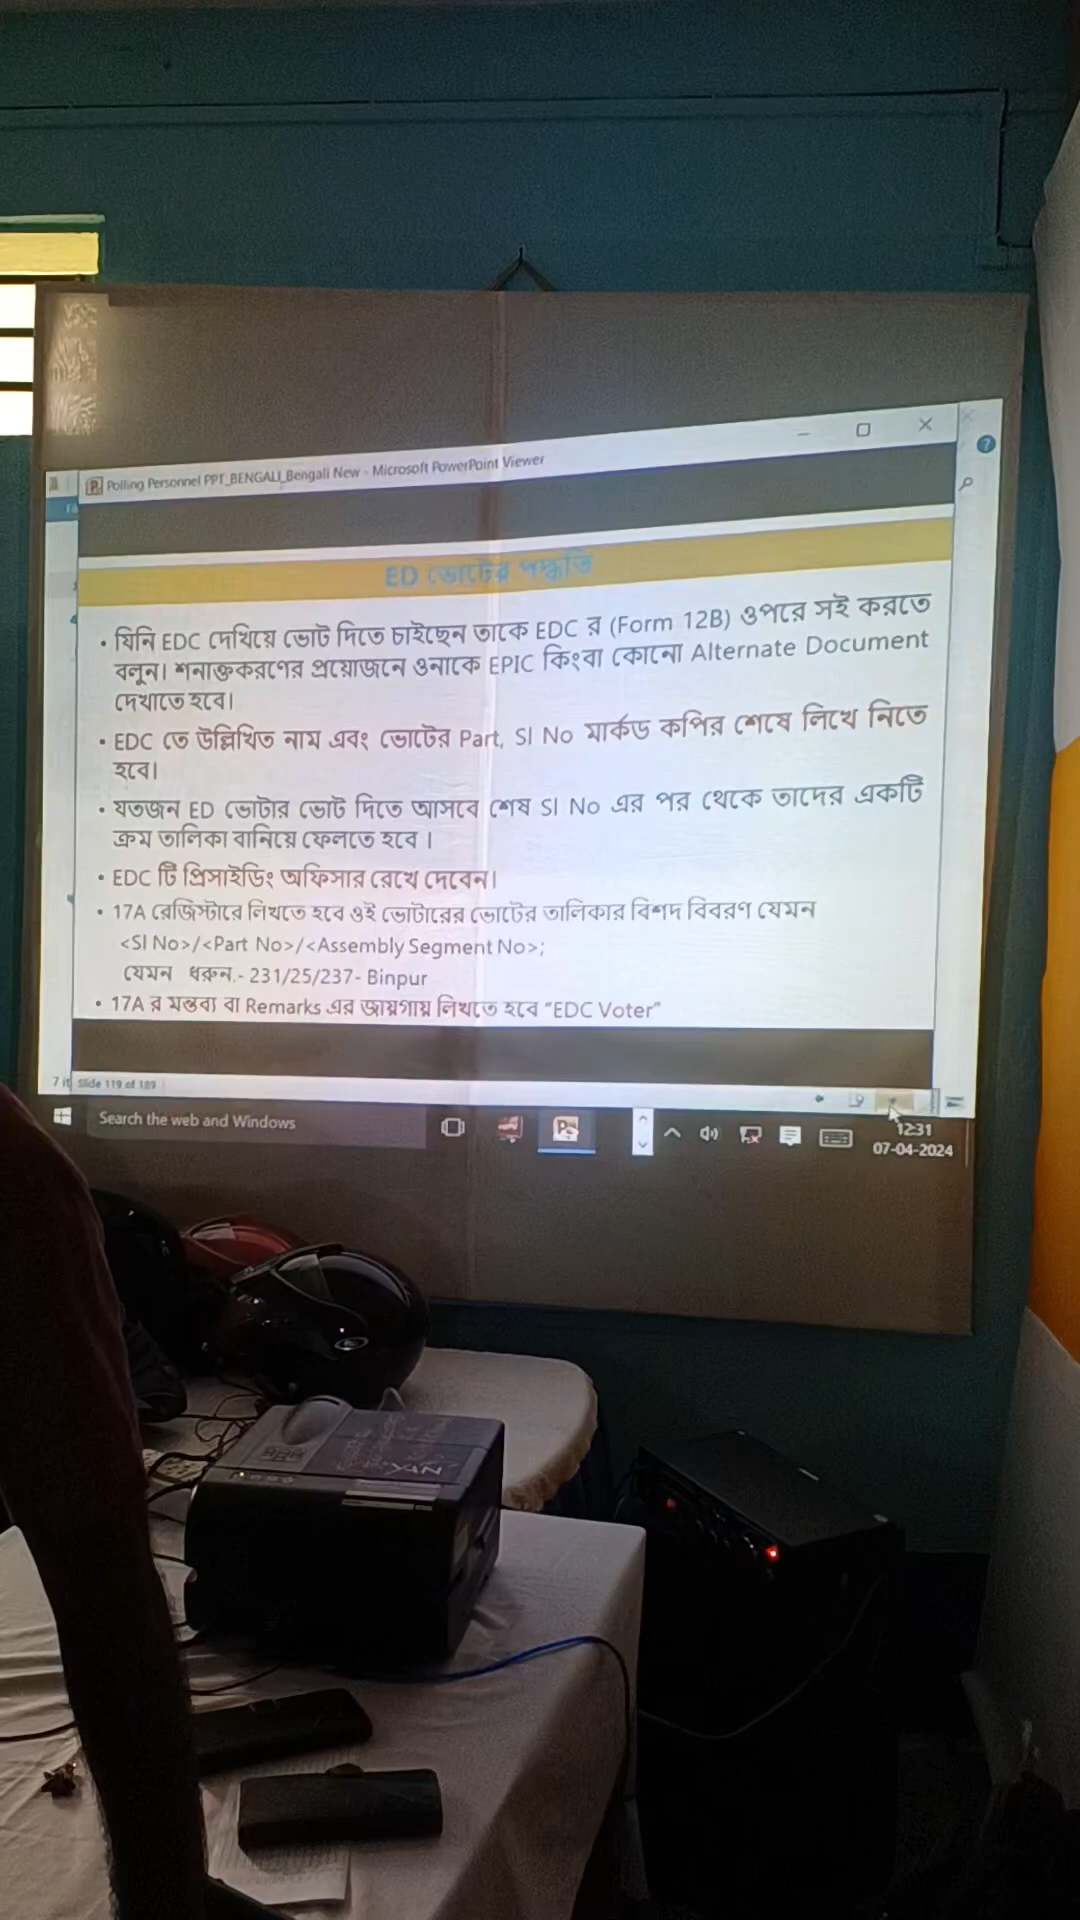 Polling Personnel PPT_BENGALI_Bengali New - Microsoft PowerPoint Viewer
ED ভোটের পদ্ধতি
• যিনি EDC দেখিয়ে ভোট দিতে চাইছেন তাকে EDC র (Form 12B) ওপরে সই করতে
বলুন। শনাক্তকরণের প্রয়োজনে ওনাকে EPIC কিংবা কোনো Alternate Document
দেখাতে হবে।
• EDC তে উল্লিখিত নাম এবং ভোটের Part, Sl No মার্কড কপির শেষে লিখে নিতে
হবে।
• যতজন ED ভোটার ভোট দিতে আসবে শেষ Sl No এর পর থেকে তাদের একটি
ক্রম তালিকা বানিয়ে ফেলতে হবে ।
• EDC টি প্রিসাইডিং অফিসার রেখে দেবেন।
• 17A রেজিস্টারে লিখতে হবে ওই ভোটারের ভোটের তালিকার বিশদ বিবরণ যেমন
<Sl No>/<Part No>/<Assembly Segment No>;
যেমন ধরুন.- 231/25/237- Binpur
• 17A র মন্তব্য বা Remarks এর জায়গায় লিখতে হবে “EDC Voter”
7 it Slide 119 of 189
Search the web and Windows
12:31
07-04-2024